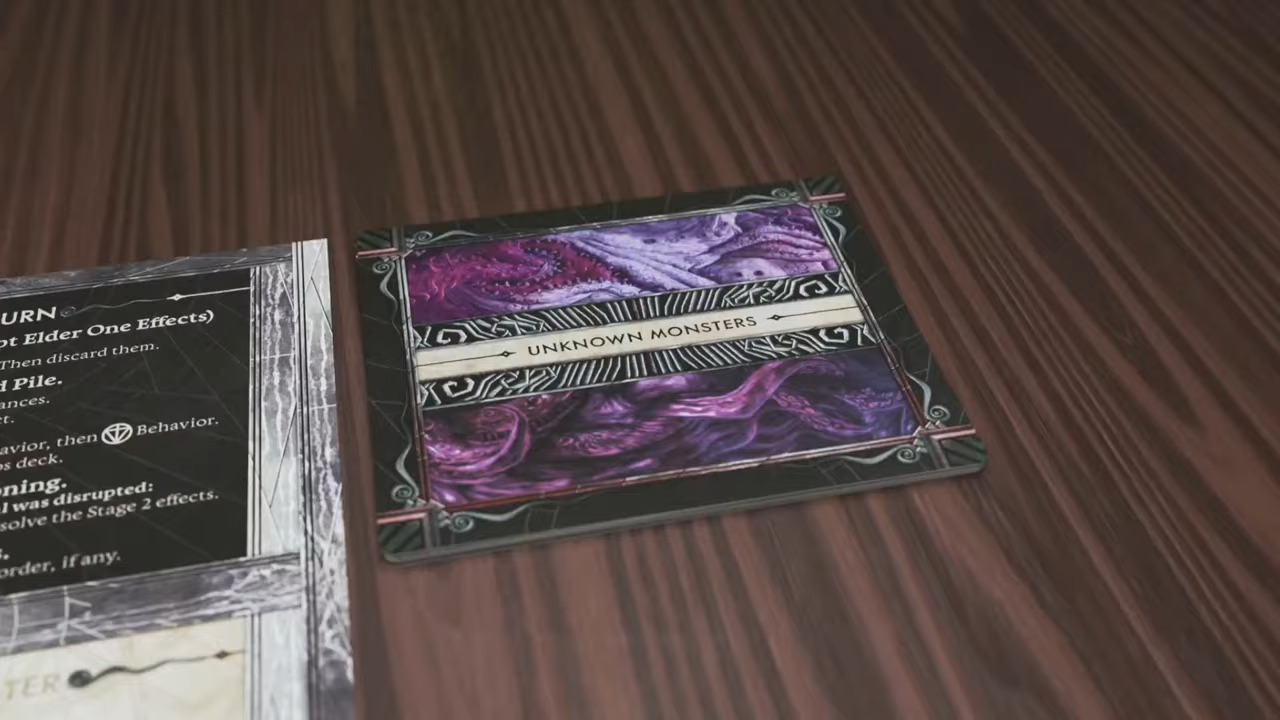 URN
ot Elder One Effects)
Then discard them.
d Pile.
ances.
ct.
avior, then Behavior.
os deck.
oning.
l was disrupted:
solve the Stage 2 effects.
s.
order, if any.
TER
UNKNOWN MONSTERS